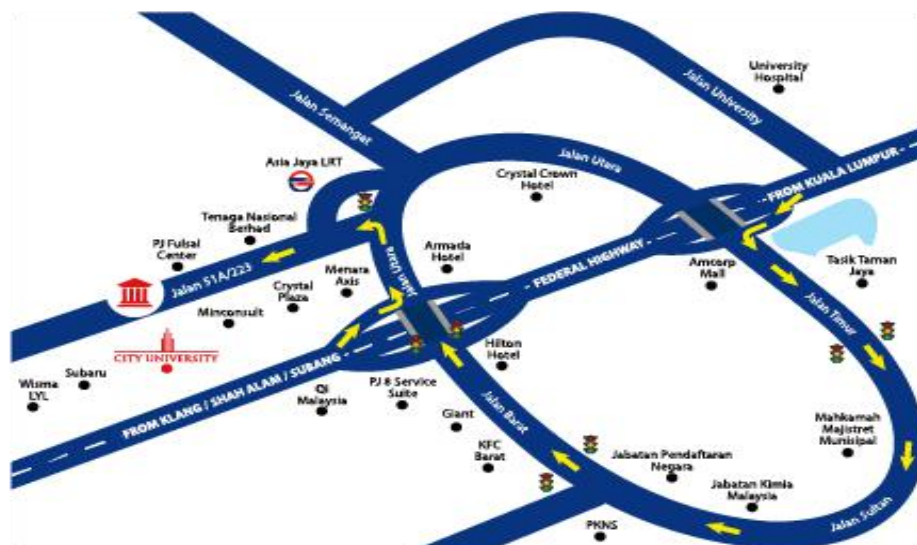 University
Hospital
Jalan University
Jalan Semangat
Asia Jaya LRT
Jalan Utara
Crystal Crown
Hotel
FROM KUALA LUMPUR
Tenaga Nasional
Berhad
PJ Futsal
Center
Armada
Hotel
Jalan Utara
FEDERAL HIGHWAY
Amcorp
Mall
Tasik Taman
Jaya
Jalan 51A/223
Menara
Axis
Crystal
Plaza
Minconsult
Jalan Timur
CITY UNIVERSITY
Hilton
Hotel
Subaru
Wisma
LYL
FROM KLANG / SHAH ALAM / SUBANG
QI
Malaysia
PJ 8 Service
Suite
Giant
Jalan Barat
KFC
Barat
Mahkamah
Majistret
Munisipal
Jabatan Pendaftaran
Negara
Jabatan Kimia
Malaysia
Jalan Sultan
PKNS